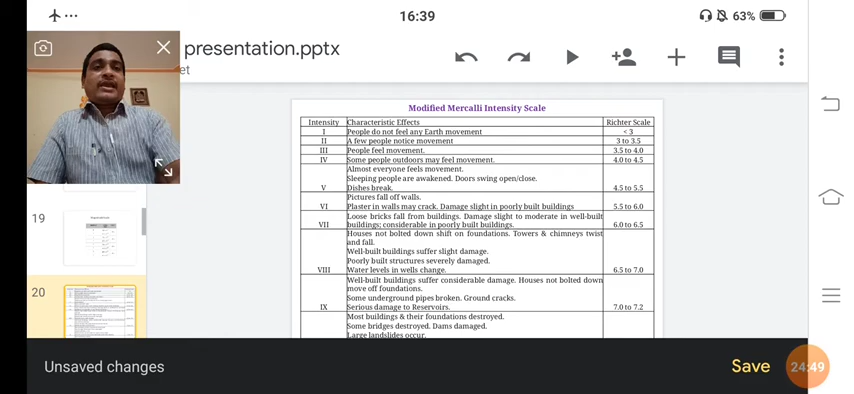 16:39
63%
presentation.pptx
et
Modified Mercalli Intensity Scale
Intensity Characteristic Effects Richter Scale
I People do not feel any Earth movement < 3
II A few people notice movement 3 to 3.5
III People feel movement. 3.5 to 4.0
IV Some people outdoors may feel movement. 4.0 to 4.5
Almost everyone feels movement.
Sleeping people are awakened. Doors swing open/close.
V Dishes break. 4.5 to 5.5
Pictures fall off walls.
VI Plaster in walls may crack. Damage slight in poorly built buildings 5.5 to 6.0
Loose bricks fall from buildings. Damage slight to moderate in well-built
VII buildings; considerable in poorly built buildings. 6.0 to 6.5
Houses not bolted down shift on foundations. Towers & chimneys twist
and fall.
Well-built buildings suffer slight damage.
Poorly built structures severely damaged.
VIII Water levels in wells change. 6.5 to 7.0
Well-built buildings suffer considerable damage. Houses not bolted down
move off foundations.
Some underground pipes broken. Ground cracks.
IX Serious damage to Reservoirs. 7.0 to 7.2
Most buildings & their foundations destroyed.
Some bridges destroyed. Dams damaged.
Large landslides occur.
19
20
Unsaved changes
Save
24:49